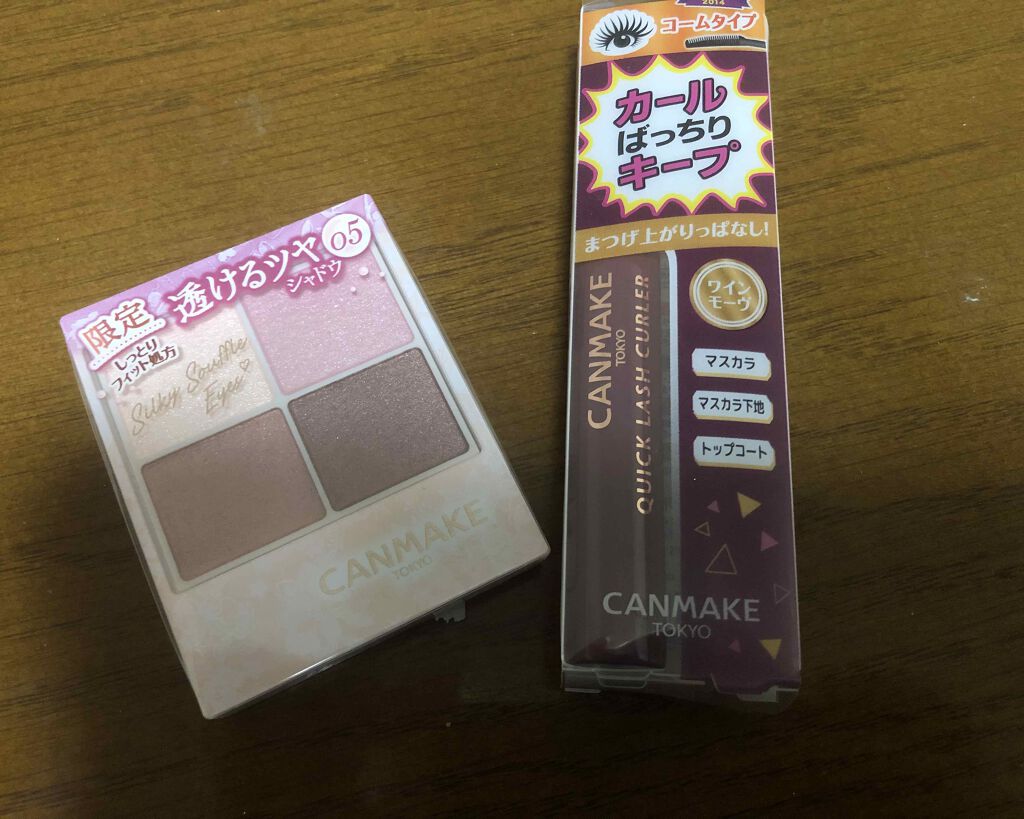 限定
透けるツヤ
シャドウ
05
しっとり
フィット処方
Silky Souffle
Eyes
CANMAKE
TOKYO
2014
コームタイプ
カール
ばっちり
キープ
まつげ上がりっぱなし!
CANMAKE
TOKYO
QUICK LASH CURLER
ワイン
モーヴ
マスカラ
マスカラ下地
トップコート
CANMAKE
TOKYO